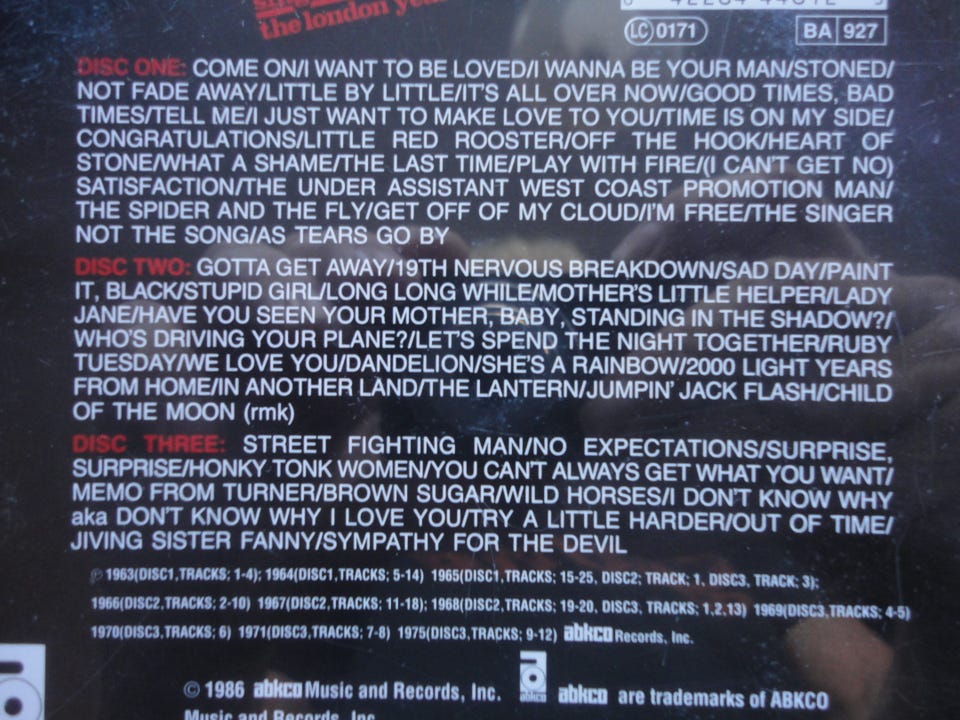 the london yea
LC 0171
BA 927
DISC ONE: COME ON/I WANT TO BE LOVED/I WANNA BE YOUR MAN/STONED/
NOT FADE AWAY/LITTLE BY LITTLE/IT'S ALL OVER NOW/GOOD TIMES, BAD
TIMES/TELL ME/I JUST WANT TO MAKE LOVE TO YOU/TIME IS ON MY SIDE/
CONGRATULATIONS/LITTLE RED ROOSTER/OFF THE HOOK/HEART OF
STONE/WHAT A SHAME/THE LAST TIME/PLAY WITH FIRE/(I CAN'T GET NO)
SATISFACTION/THE UNDER ASSISTANT WEST COAST PROMOTION MAN/
THE SPIDER AND THE FLY/GET OFF OF MY CLOUD/I'M FREE/THE SINGER
NOT THE SONG/AS TEARS GO BY
DISC TWO: GOTTA GET AWAY/19TH NERVOUS BREAKDOWN/SAD DAY/PAINT
IT, BLACK/STUPID GIRL/LONG LONG WHILE/MOTHER'S LITTLE HELPER/LADY
JANE/HAVE YOU SEEN YOUR MOTHER, BABY, STANDING IN THE SHADOW?/
WHO'S DRIVING YOUR PLANE?/LET'S SPEND THE NIGHT TOGETHER/RUBY
TUESDAY/WE LOVE YOU/DANDELION/SHE'S A RAINBOW/2000 LIGHT YEARS
FROM HOME/IN ANOTHER LAND/THE LANTERN/JUMPIN' JACK FLASH/CHILD
OF THE MOON (rmk)
DISC THREE: STREET FIGHTING MAN/NO EXPECTATIONS/SURPRISE,
SURPRISE/HONKY TONK WOMEN/YOU CAN'T ALWAYS GET WHAT YOU WANT/
MEMO FROM TURNER/BROWN SUGAR/WILD HORSES/I DON'T KNOW WHY
aka DON'T KNOW WHY I LOVE YOU/TRY A LITTLE HARDER/OUT OF TIME/
JIVING SISTER FANNY/SYMPATHY FOR THE DEVIL
℗ 1963(DISC1,TRACKS; 1-4); 1964(DISC1,TRACKS; 5-14) 1965(DISC1,TRACKS; 15-25, DISC2; TRACK; 1, DISC3, TRACK; 3);
1966(DISC2,TRACKS; 2-10) 1967(DISC2,TRACKS; 11-18); 1968(DISC2,TRACKS; 19-20, DISC3, TRACKS; 1,2,13) 1969(DISC3,TRACKS; 4-5)
1970(DISC3,TRACKS; 6) 1971(DISC3,TRACKS; 7-8) 1975(DISC3,TRACKS; 9-12) abkco Records, Inc.
© 1986 abkco Music and Records, Inc. abkco abkco are trademarks of ABKCO
Music and Records, Inc.